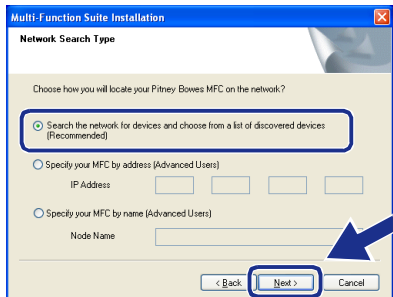 Multi-Function Suite Installation
Network Search Type
Choose how you will locate your Pitney Bowes MFC on the network?
Search the network for devices and choose from a list of discovered devices
(Recommended)
Specify your MFC by address (Advanced Users)
IP Address
Specify your MFC by name (Advanced Users)
Node Name
< Back Next > Cancel